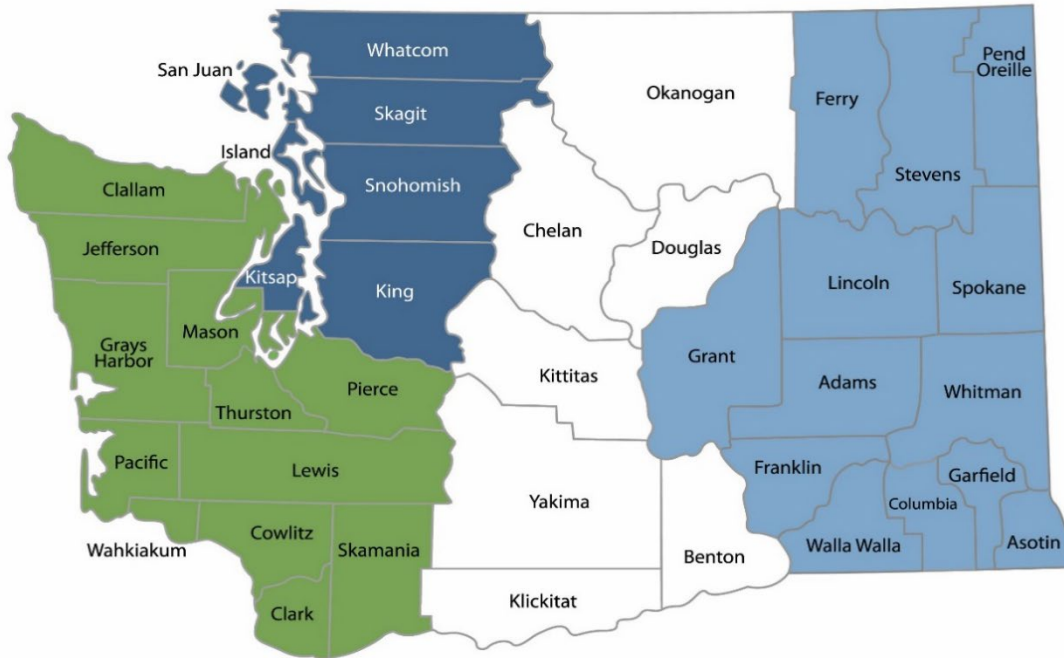 Whatcom
San Juan
Skagit
Island
Snohomish
King
Kitsap
Clallam
Jefferson
Grays
Harbor
Mason
Thurston
Pierce
Pacific
Lewis
Wahkiakum
Cowlitz
Skamania
Clark
Okanogan
Chelan
Douglas
Kittitas
Yakima
Klickitat
Benton
Ferry
Stevens
Pend
Oreille
Lincoln
Spokane
Grant
Adams
Whitman
Franklin
Walla Walla
Columbia
Garfield
Asotin